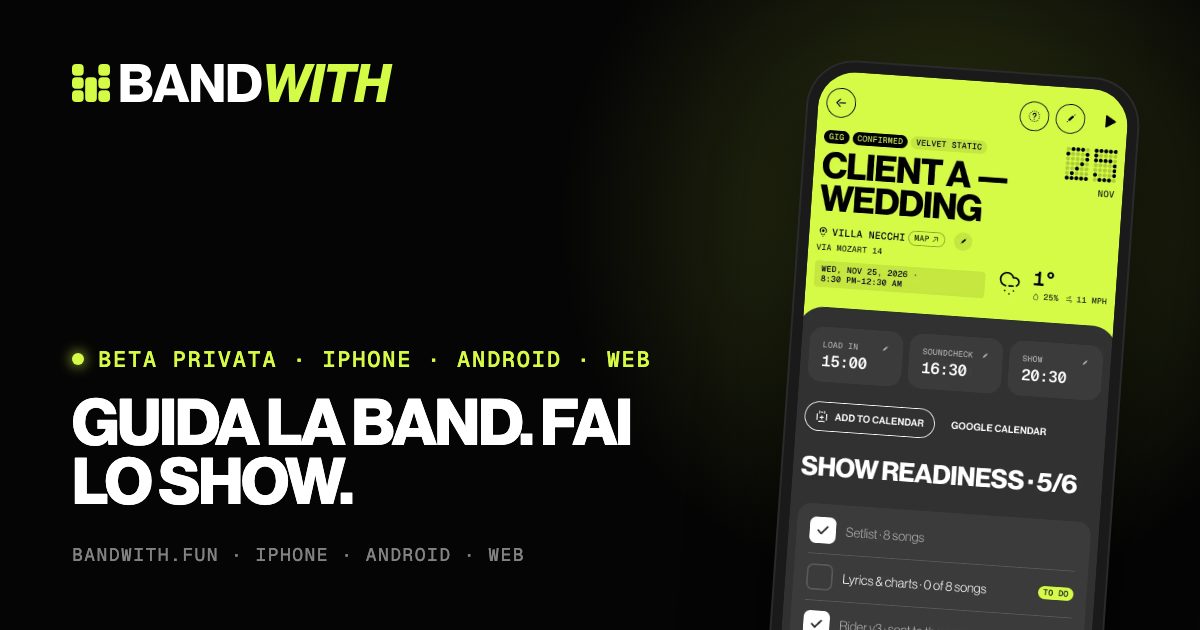 BANDWITH
BETA PRIVATA · IPHONE · ANDROID · WEB
GUIDA LA BAND. FAI
LO SHOW.
BANDWITH.FUN · IPHONE · ANDROID · WEB
GIG CONFIRMED VELVET STATIC
25
NOV
CLIENT A —
WEDDING
VILLA NECCHI MAP
VIA MOZART 14
WED, NOV 25, 2026 ·
8:30 PM–12:30 AM
1°
25% 11 MPH
LOAD IN
15:00
SOUNDCHECK
16:30
SHOW
20:30
ADD TO CALENDAR
GOOGLE CALENDAR
SHOW READINESS · 5/6
Setlist · 8 songs
Lyrics & charts · 0 of 8 songs
TO DO
Rider v3 · sent to